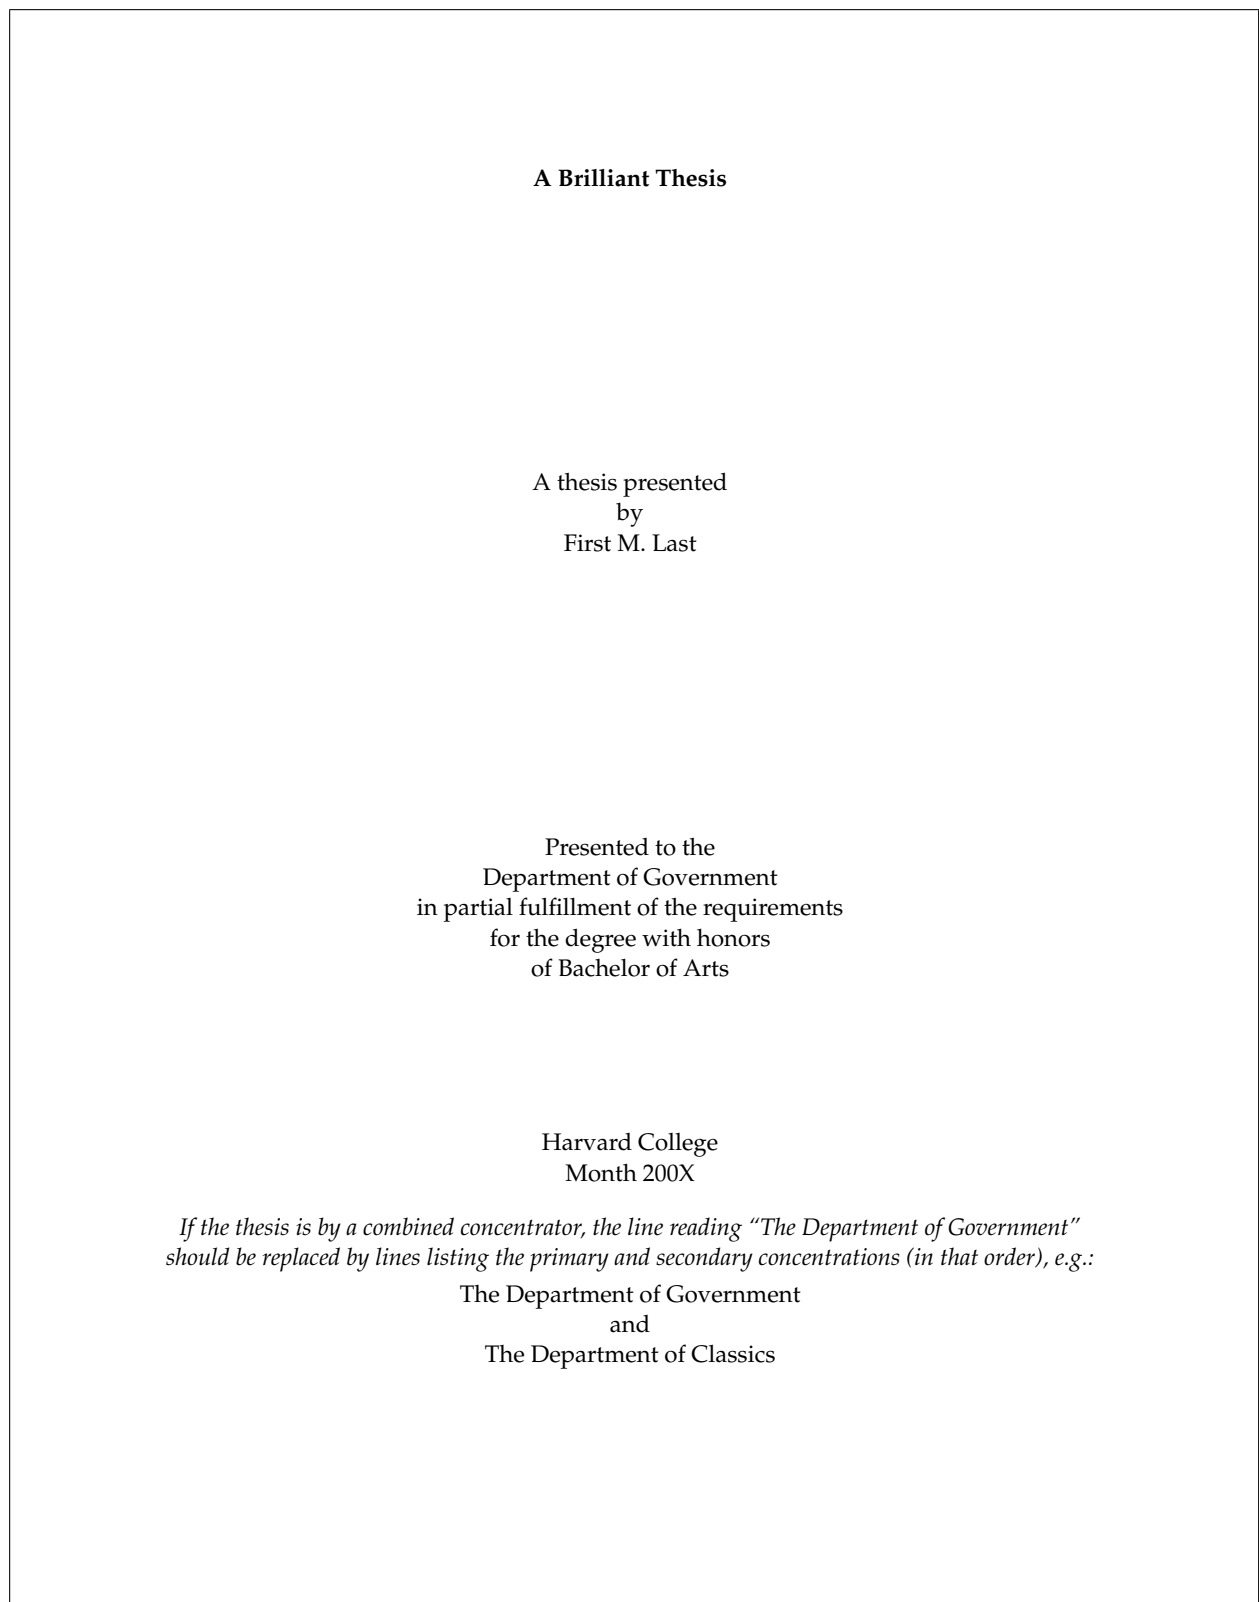 A Brilliant Thesis
A thesis presented
by
First M. Last
Presented to the
Department of Government
in partial fulfillment of the requirements
for the degree with honors
of Bachelor of Arts
Harvard College
Month 200X
If the thesis is by a combined concentrator, the line reading “The Department of Government”
should be replaced by lines listing the primary and secondary concentrations (in that order), e.g.:
The Department of Government
and
The Department of Classics